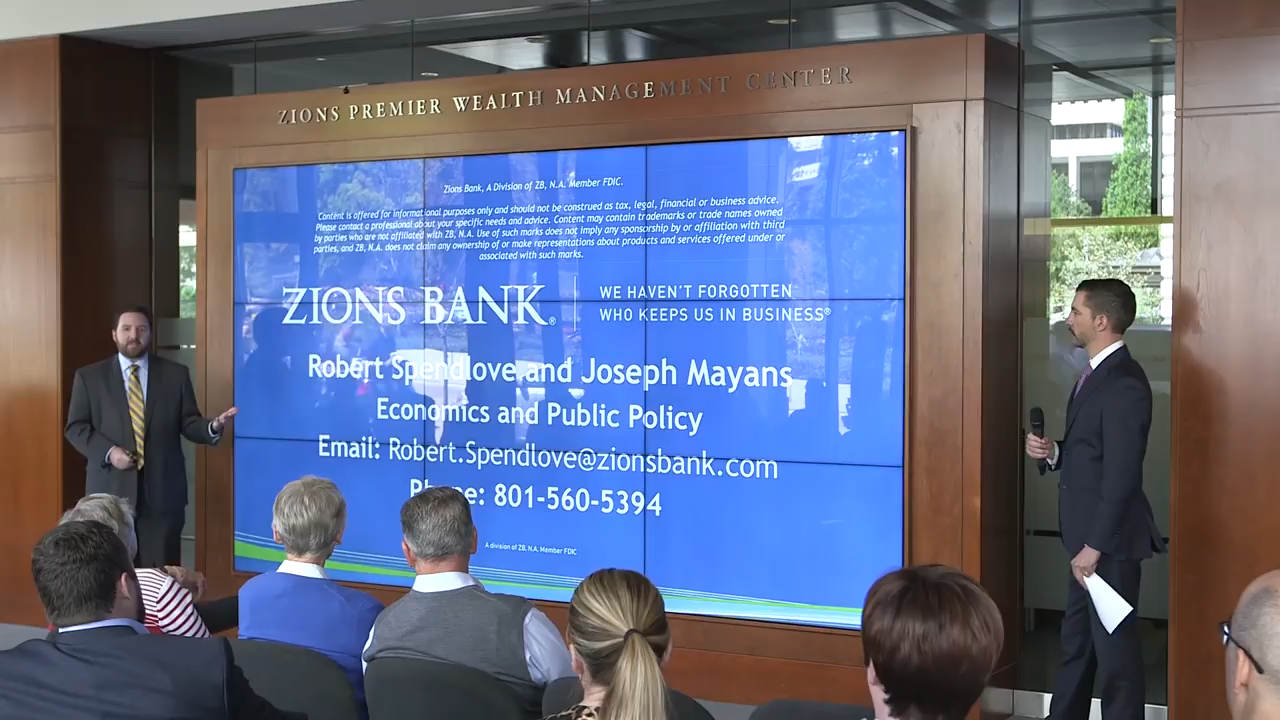 ZIONS PREMIER WEALTH MANAGEMENT CENTER
Zions Bank, A Division of ZB, N.A. Member FDIC.
Content is offered for informational purposes only and should not be construed as tax, legal, financial or business advice.
Please contact a professional about your specific needs and advice. Content may contain trademarks or trade names owned
by parties who are not affiliated with ZB, N.A. Use of such marks does not imply any sponsorship by or affiliation with third
parties, and ZB, N.A. does not claim any ownership of or make representations about products and services offered under or
associated with such marks.
ZIONS BANK®
WE HAVEN'T FORGOTTEN
WHO KEEPS US IN BUSINESS®
Robert Spendlove and Joseph Mayans
Economics and Public Policy
Email: Robert.Spendlove@zionsbank.com
Phone: 801-560-5394
A division of ZB, N.A. Member FDIC